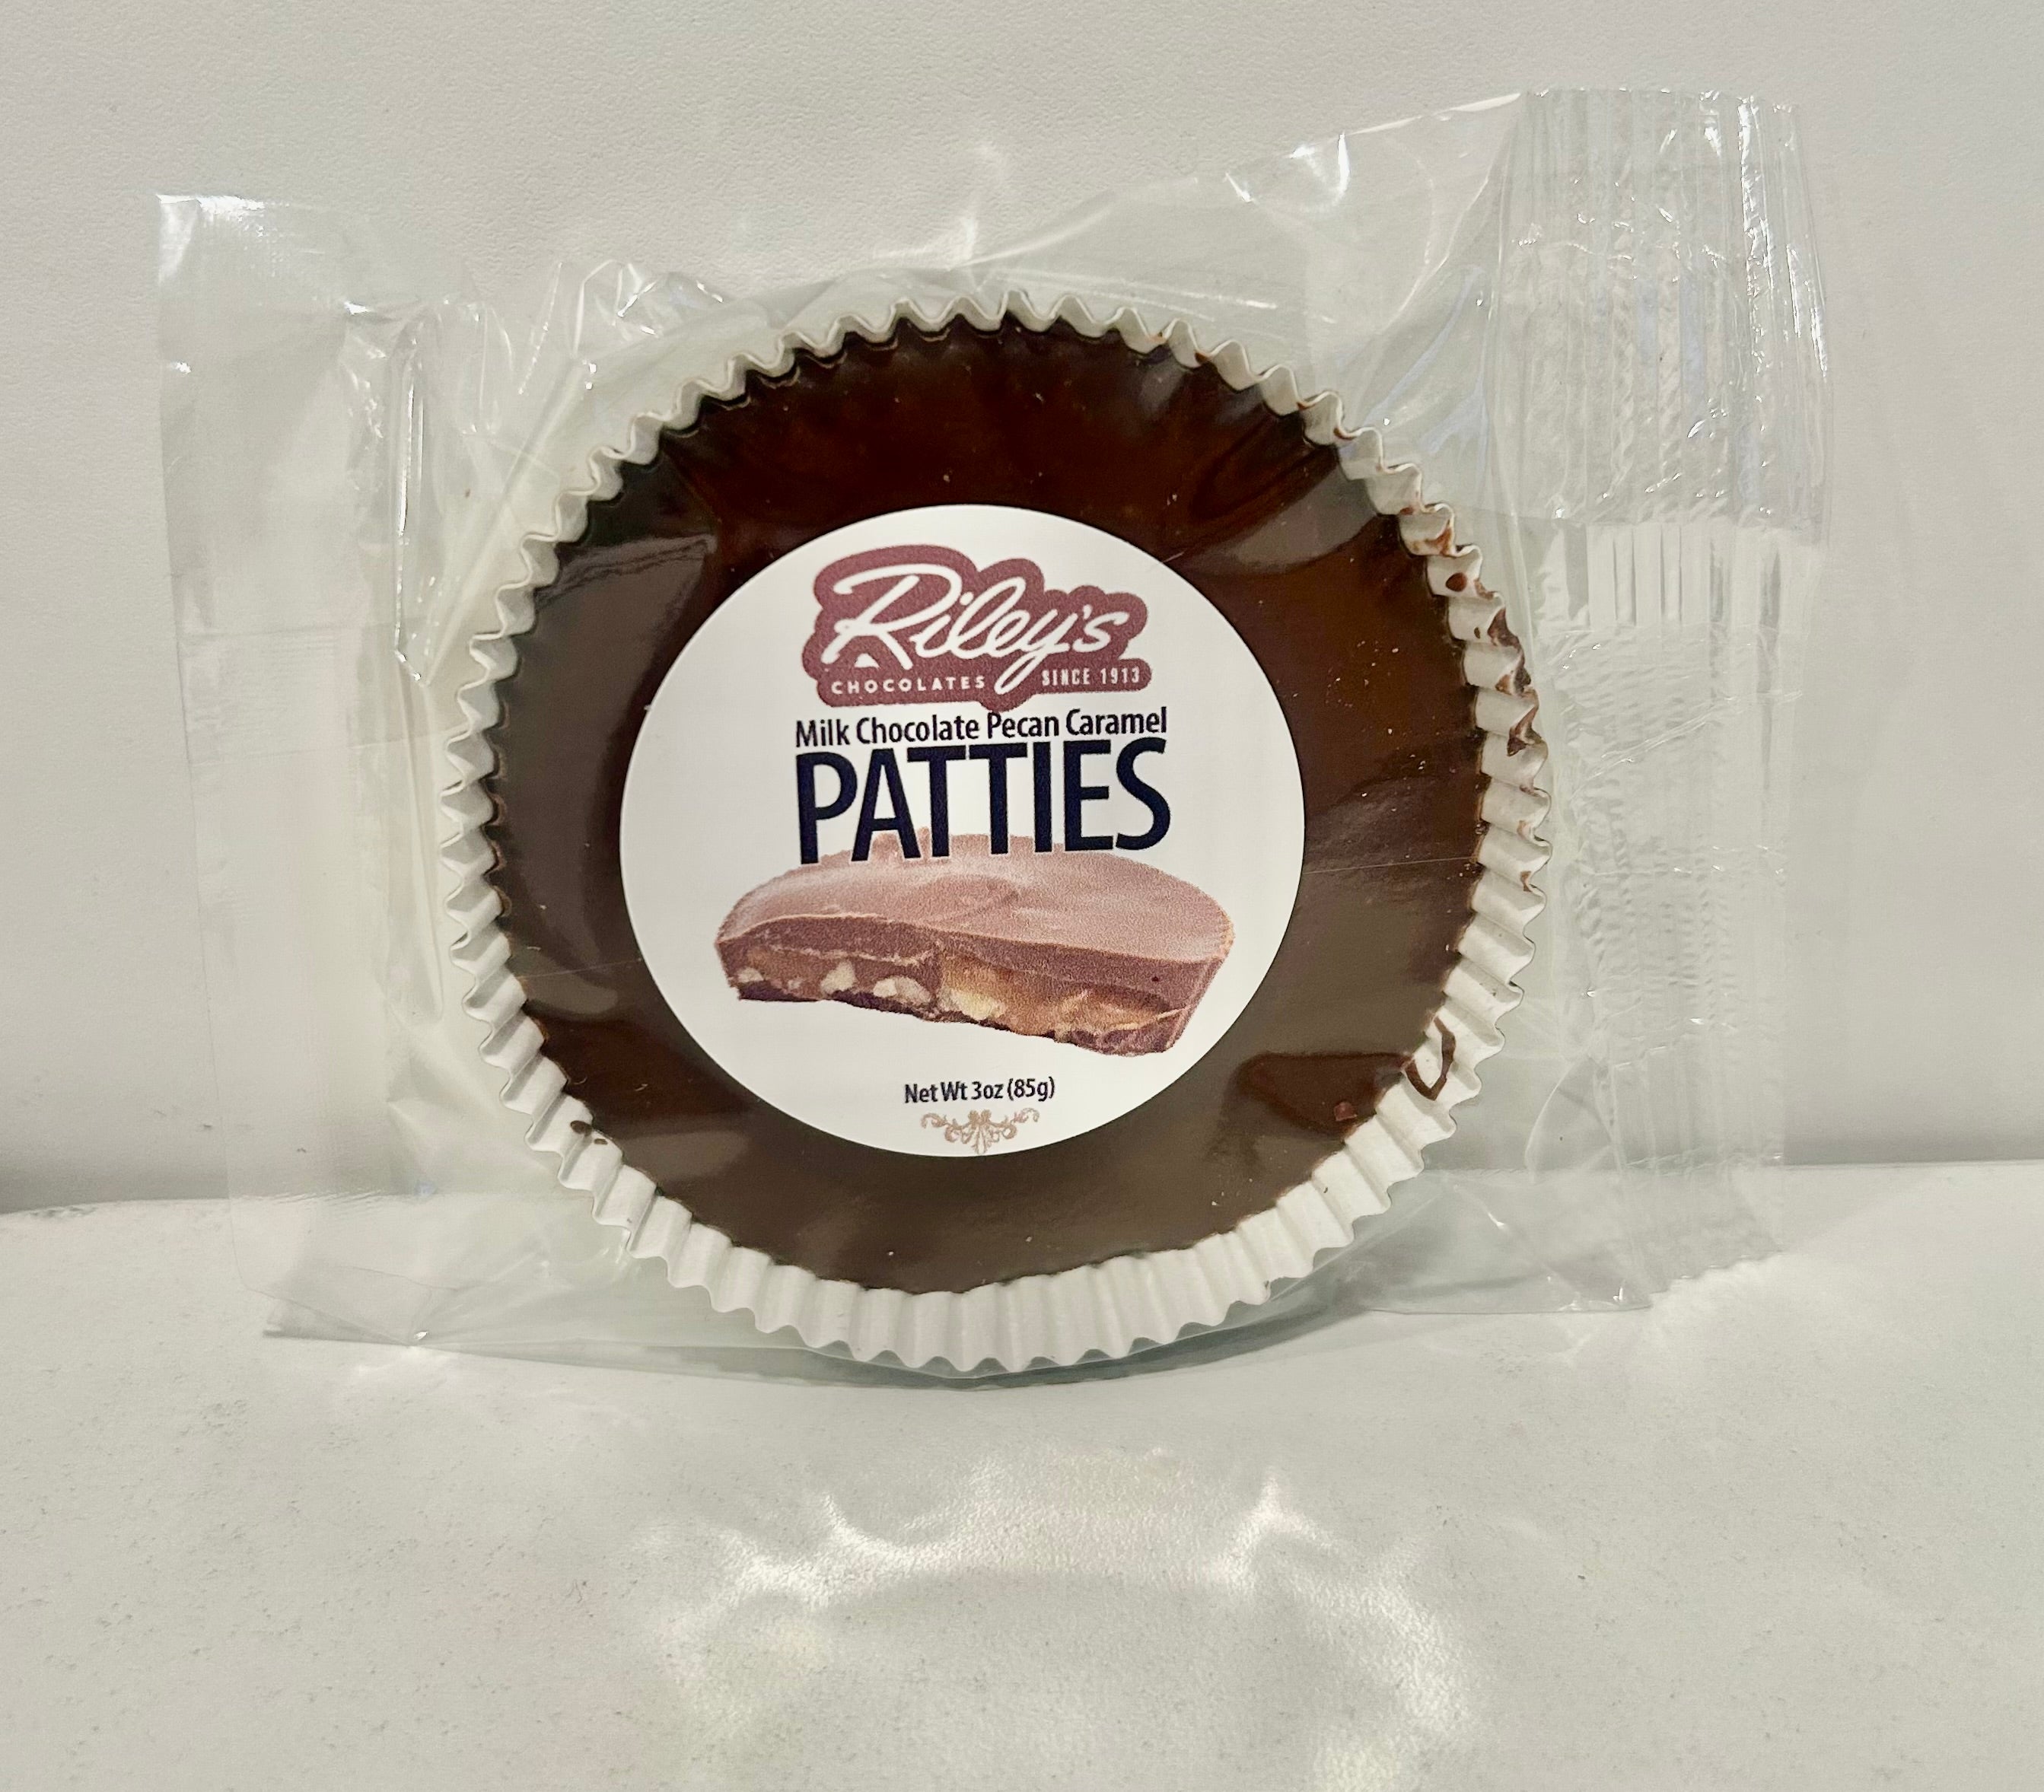 Riley's
CHOCOLATES SINCE 1913
Milk Chocolate Pecan Caramel
PATTIES
Net Wt 3oz (85g)